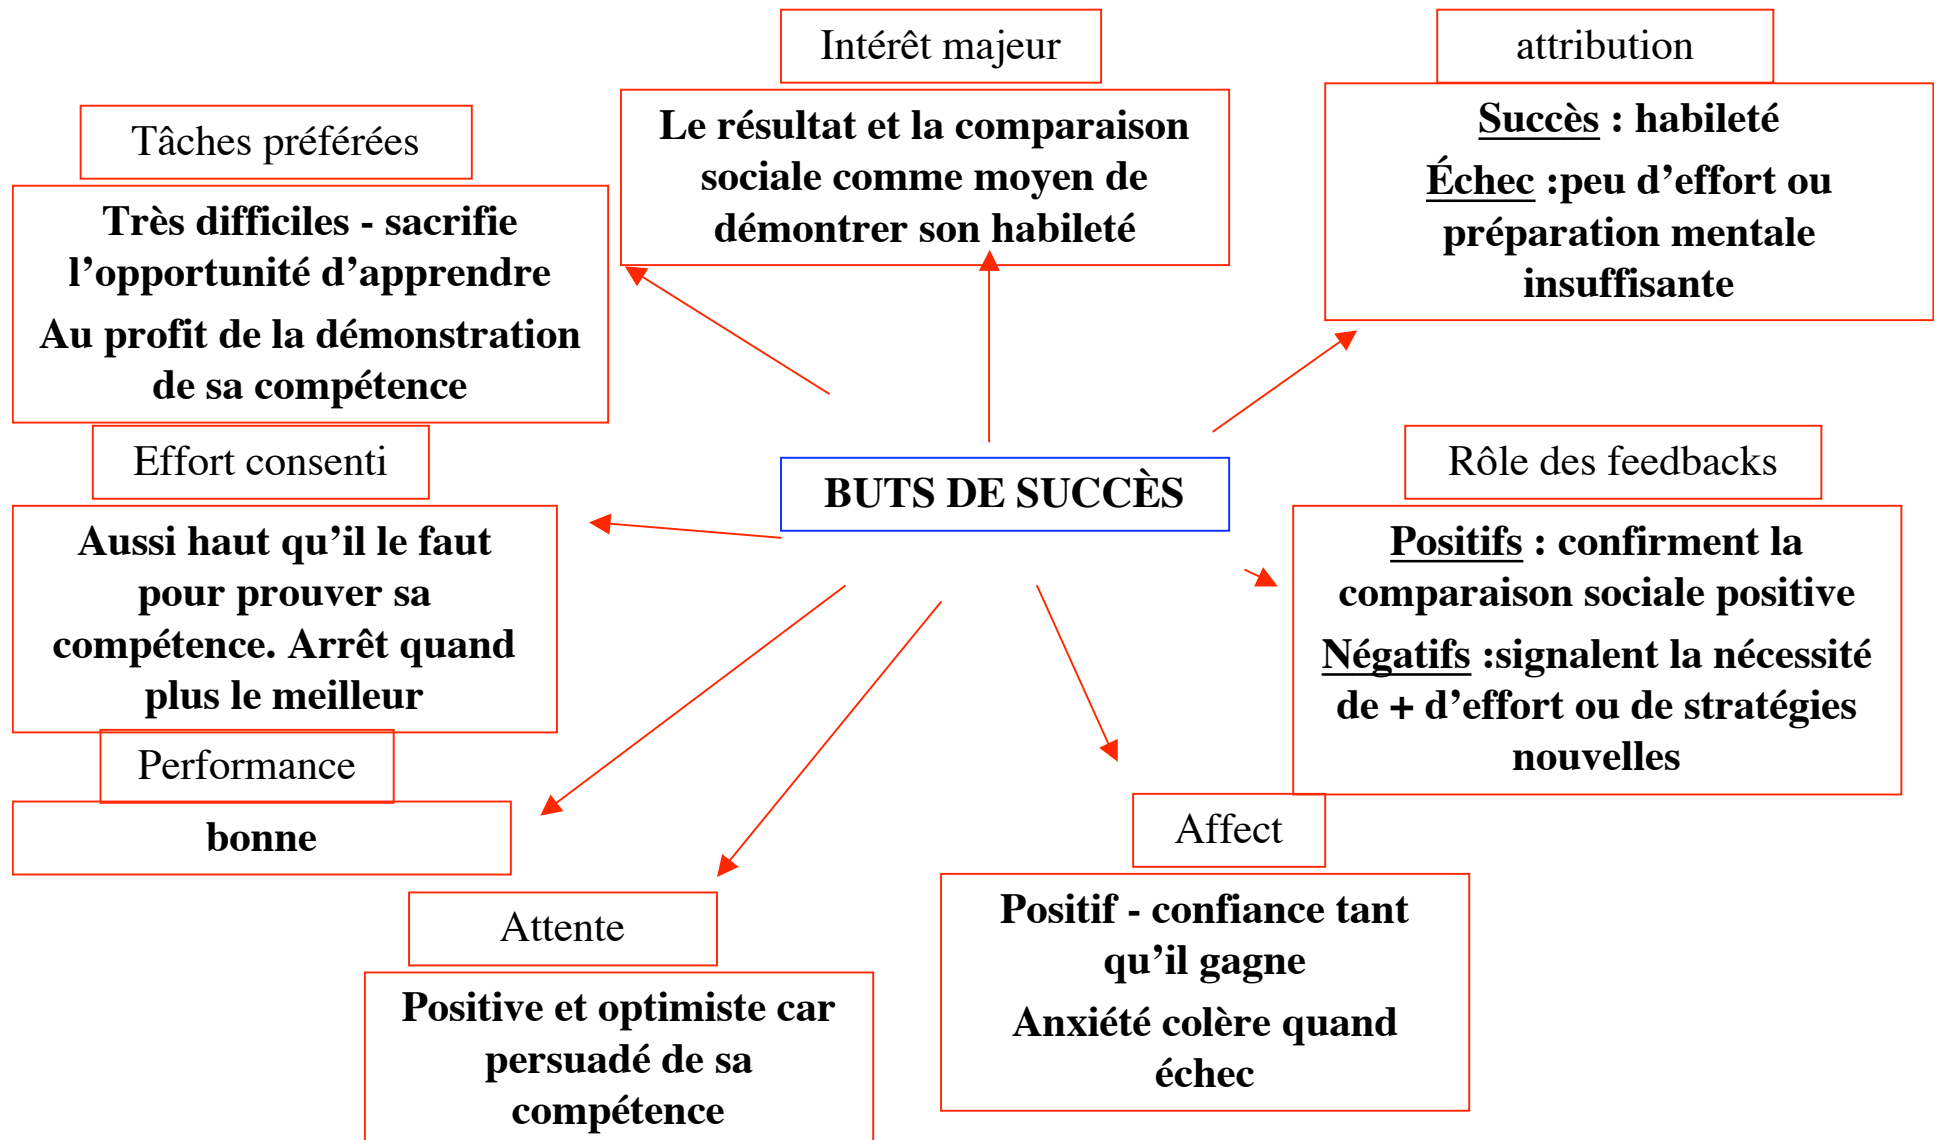 Intérêt majeur
Le résultat et la comparaison
sociale comme moyen de
démontrer son habileté
attribution
Succès : habileté
Échec :peu d’effort ou
préparation mentale
insuffisante
Tâches préférées
Très difficiles - sacrifie
l’opportunité d’apprendre
Au profit de la démonstration
de sa compétence
Effort consenti
Aussi haut qu’il le faut
pour prouver sa
compétence. Arrêt quand
plus le meilleur
BUTS DE SUCCÈS
Rôle des feedbacks
Positifs : confirment la
comparaison sociale positive
Négatifs :signalent la nécessité
de + d’effort ou de stratégies
nouvelles
Performance
bonne
Attente
Positive et optimiste car
persuadé de sa
compétence
Affect
Positif - confiance tant
qu’il gagne
Anxiété colère quand
échec